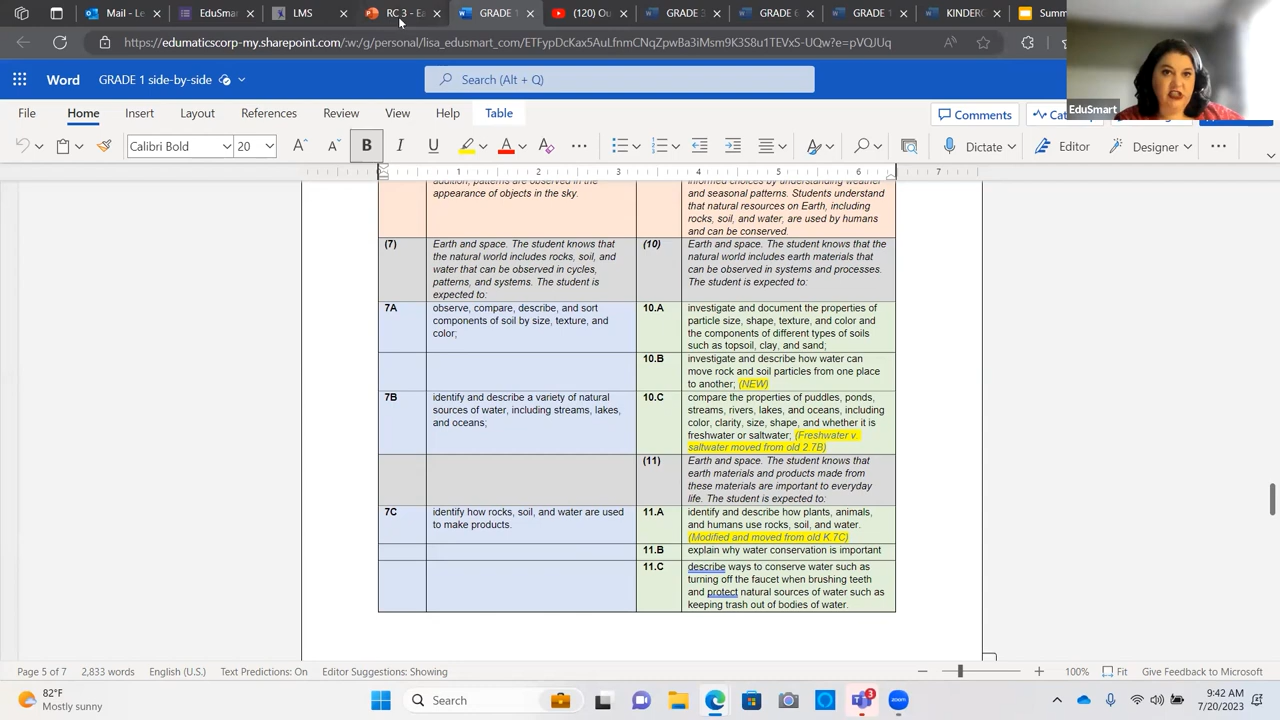 Mail - L
EduSmar
LMS
RC 3 - Ea
GRADE 1
(120) Ou
GRADE 3
GRADE
GRADE 1
KINDERG
Summ
https://edumaticscorp-my.sharepoint.com/:w:/g/personal/lisa_edusmart_com/ETFypDcKax5AuLfnmCNqZpwBa3iMsm9K3S8u1TEVxS-UQw?e=pVQJUq
Word
GRADE 1 side-by-side
Search (Alt + Q)
EduSmart
File
Home
Insert
Layout
References
Review
View
Help
Table
Comments
Calibri Bold
20
Dictate
Editor
Designer
addition, patterns are observed in the
appearance of objects in the sky.
informed choices by understanding weather
and seasonal patterns. Students understand
that natural resources on Earth, including
rocks, soil, and water, are used by humans
and can be conserved.
(7)
Earth and space. The student knows that
the natural world includes rocks, soil, and
water that can be observed in cycles,
patterns, and systems. The student is
expected to:
(10)
Earth and space. The student knows that the
natural world includes earth materials that
can be observed in systems and processes.
The student is expected to:
7A
observe, compare, describe, and sort
components of soil by size, texture, and
color;
10.A
investigate and document the properties of
particle size, shape, texture, and color and
the components of different types of soils
such as topsoil, clay, and sand;
10.B
investigate and describe how water can
move rock and soil particles from one place
to another; (NEW)
7B
identify and describe a variety of natural
sources of water, including streams, lakes,
and oceans;
10.C
compare the properties of puddles, ponds,
streams, rivers, lakes, and oceans, including
color, clarity, size, shape, and whether it is
freshwater or saltwater; (Freshwater v.
saltwater moved from old 2.7B)
(11)
Earth and space. The student knows that
earth materials and products made from
these materials are important to everyday
life. The student is expected to:
7C
identify how rocks, soil, and water are used
to make products.
11.A
identify and describe how plants, animals,
and humans use rocks, soil, and water.
(Modified and moved from old K.7C)
11.B
explain why water conservation is important
11.C
describe ways to conserve water such as
turning off the faucet when brushing teeth
and protect natural sources of water such as
keeping trash out of bodies of water.
Page 5 of 7
2,833 words
English (U.S.)
Text Predictions: On
Editor Suggestions: Showing
100%
Fit
Give Feedback to Microsoft
82°F
Mostly sunny
Search
3
zoom
9:42 AM
7/20/2023